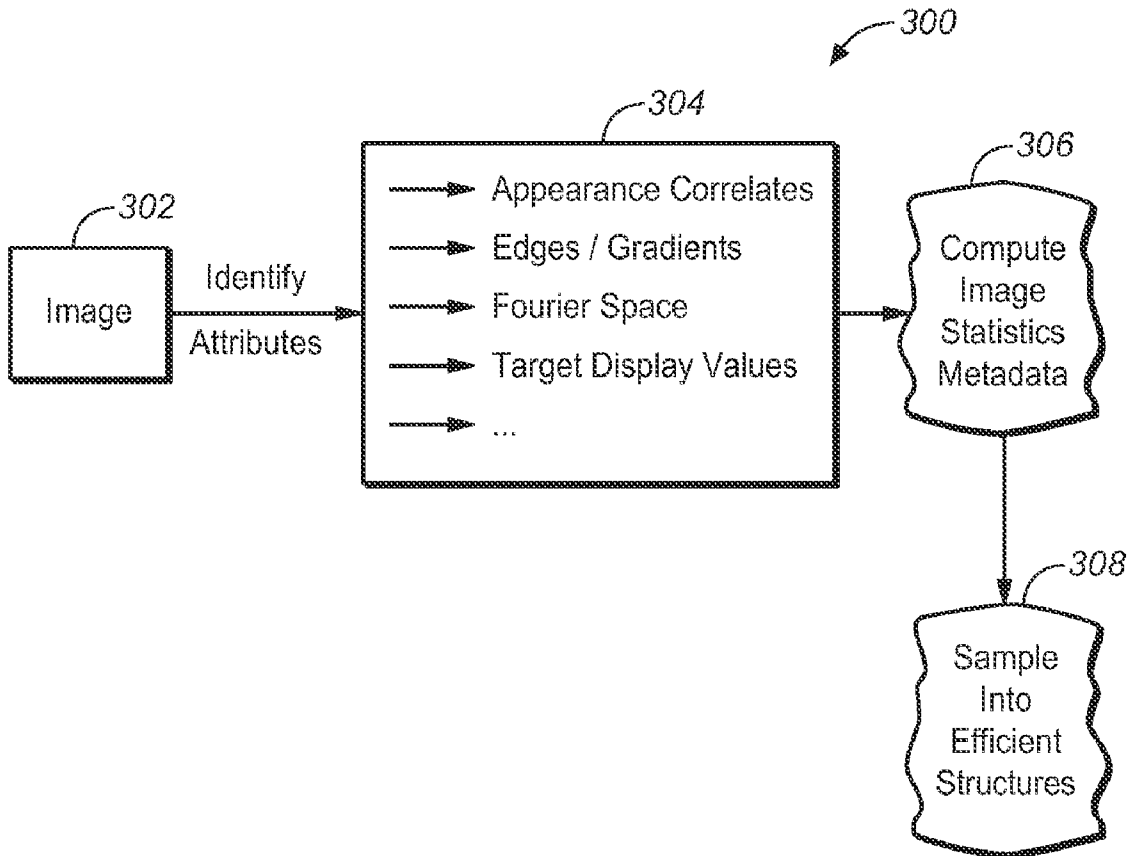 300
304
Appearance Correlates
Edges / Gradients
Fourier Space
Target Display Values
...
302
Image
Identify
Attributes
306
Compute
Image
Statistics
Metadata
308
Sample
Into
Efficient
Structures